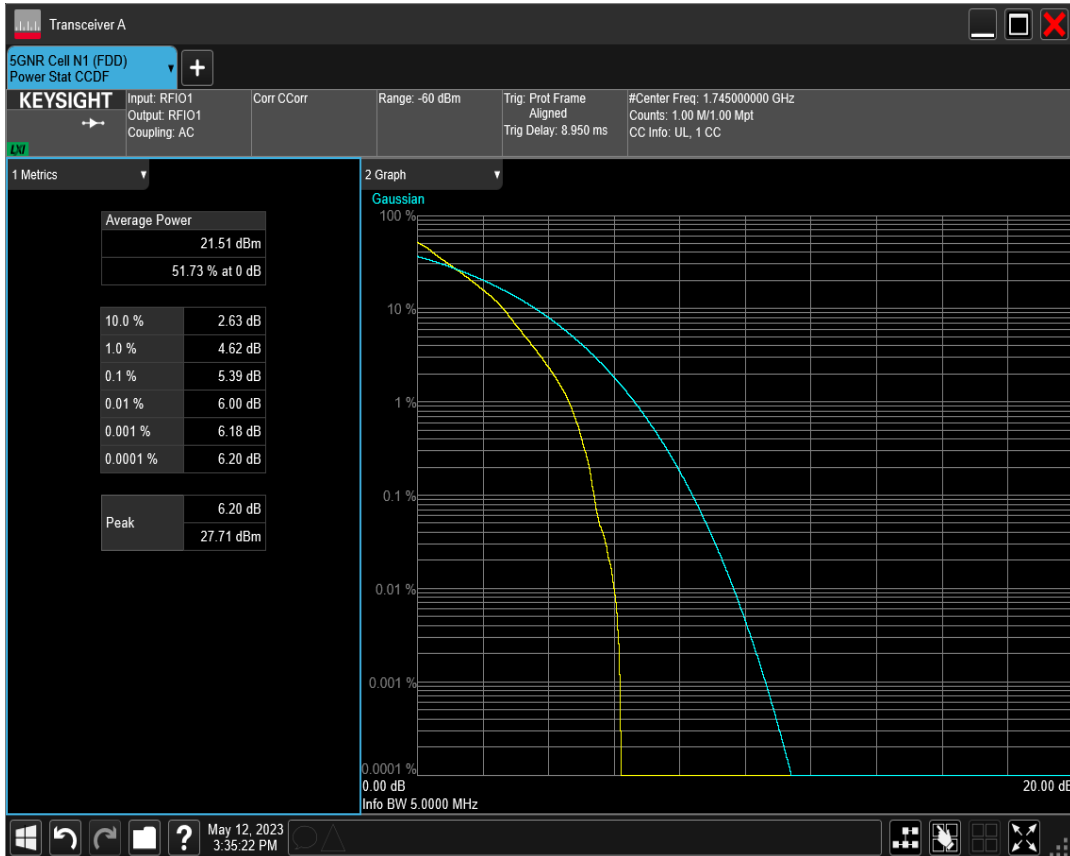 Transceiver A
5GNR Cell N1 (FDD)
Power Stat CCDF
+
KEYSIGHT
LXI
Input: RFIO1
Output: RFIO1
Coupling: AC
Corr CCorr
Range: -60 dBm
Trig: Prot Frame
Aligned
Trig Delay: 8.950 ms
#Center Freq: 1.745000000 GHz
Counts: 1.00 M/1.00 Mpt
CC Info: UL, 1 CC
1 Metrics
Average Power
21.51 dBm
51.73 % at 0 dB
10.0 % 2.63 dB
1.0 % 4.62 dB
0.1 % 5.39 dB
0.01 % 6.00 dB
0.001 % 6.18 dB
0.0001 % 6.20 dB
Peak
6.20 dB
27.71 dBm
2 Graph
Gaussian
100 %
10 %
1 %
0.1 %
0.01 %
0.001 %
0.0001 %
0.00 dB
20.00 dB
Info BW 5.0000 MHz
?
May 12, 2023
3:35:22 PM